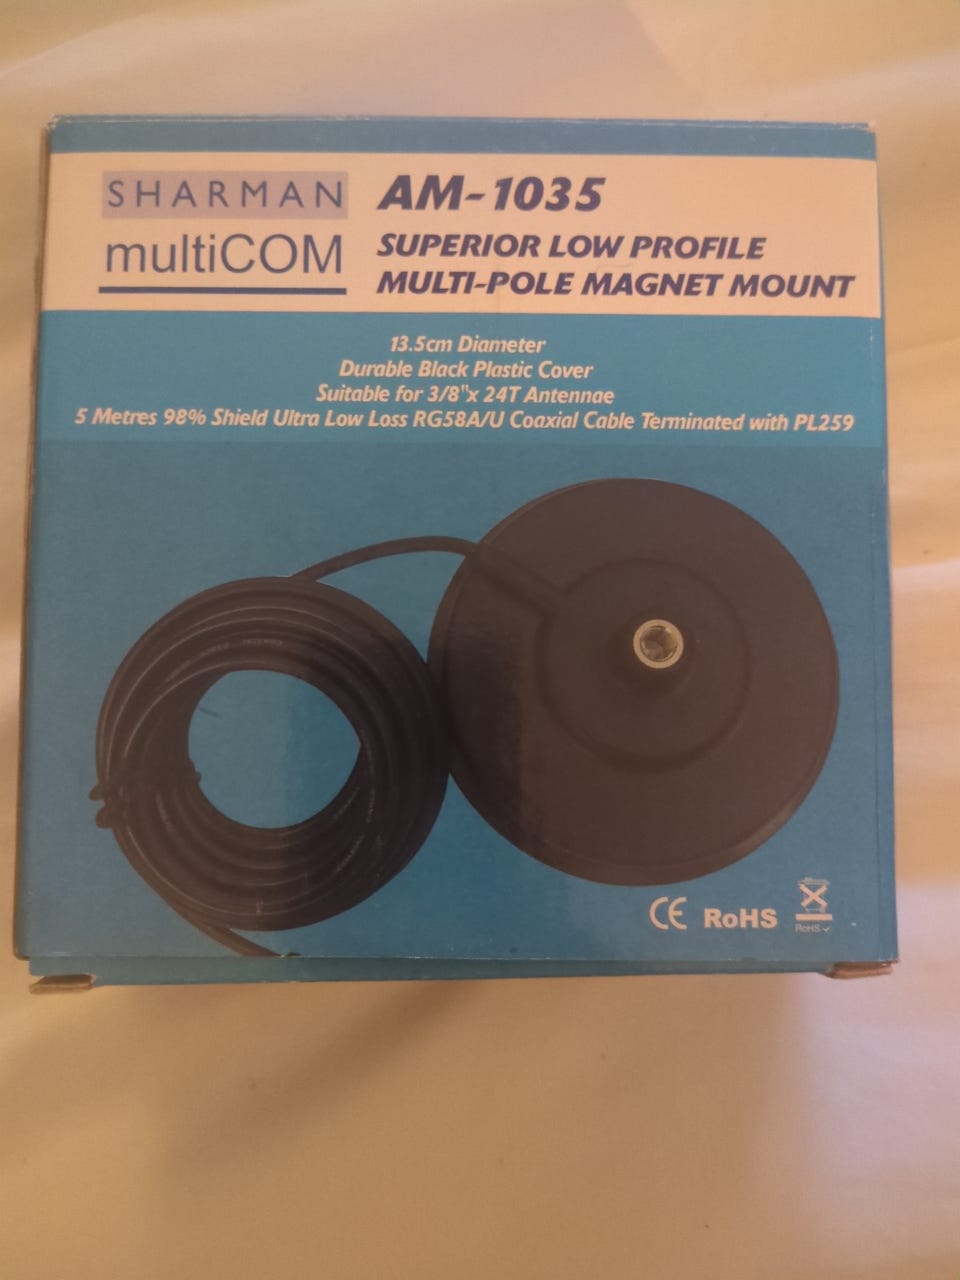 SHARMAN
multiCOM
AM-1035
SUPERIOR LOW PROFILE
MULTI-POLE MAGNET MOUNT
13.5cm Diameter
Durable Black Plastic Cover
Suitable for 3/8"x 24T Antennae
5 Metres 98% Shield Ultra Low Loss RG58A/U Coaxial Cable Terminated with PL259
CE RoHS
RoHS ✓